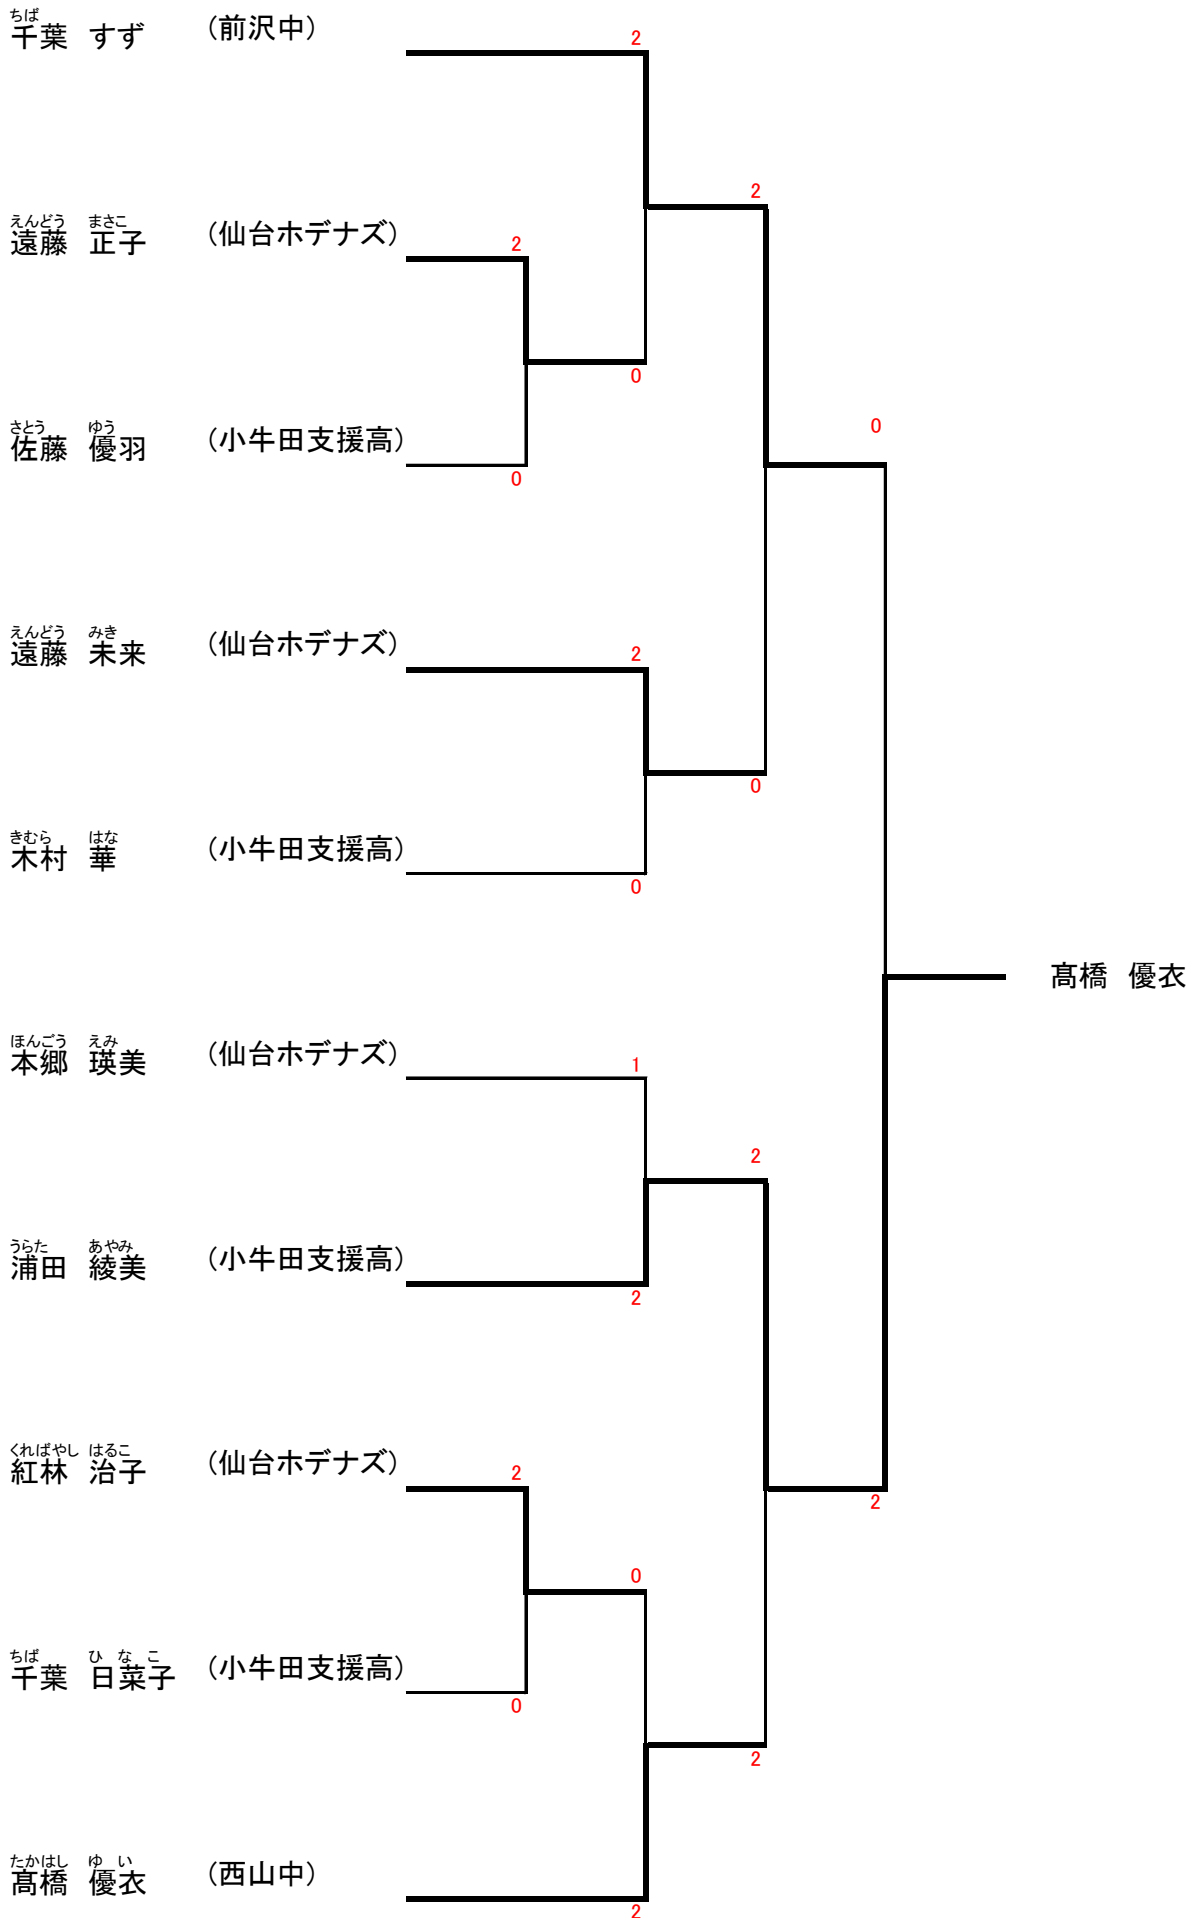 ちば
千葉 すず (前沢中)
2
2
えんどう まさこ
遠藤 正子 (仙台ホデナズ)
2
0
さとう ゆう
佐藤 優羽 (小牛田支援高)
0
0
えんどう みき
遠藤 未来 (仙台ホデナズ)
2
0
きむら はな
木村 華 (小牛田支援高)
0
髙橋 優衣
ほんごう えみ
本郷 瑛美 (仙台ホデナズ)
1
2
うらた あやみ
浦田 綾美 (小牛田支援高)
2
くればやし はるこ
紅林 治子 (仙台ホデナズ)
2
2
0
ちば ひ な こ
千葉 日菜子 (小牛田支援高)
0
2
たかはし ゆ い
髙橋 優衣 (西山中)
2